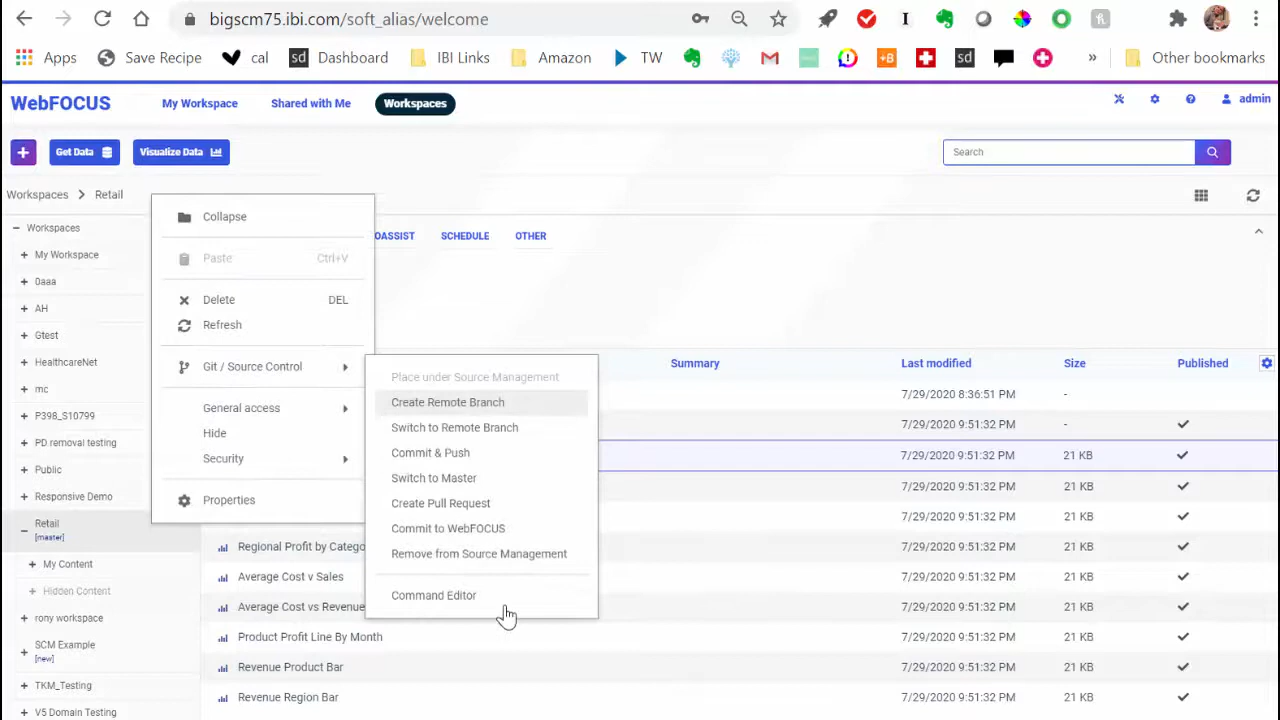 bigscm75.ibi.com/soft_alias/welcome
Apps Save Recipe cal sd Dashboard IBI Links Amazon TW +B sd » Other bookmarks
WebFOCUS My Workspace Shared with Me Workspaces admin
+ Get Data Visualize Data Search
Workspaces > Retail
OASSIST SCHEDULE OTHER
Workspaces
My Workspace
0aaa
AH
Gtest
HealthcareNet
mc
P398_S10799
PD removal testing
Public
Responsive Demo
Retail
[master]
My Content
Hidden Content
rony workspace
SCM Example
[new]
TKM_Testing
V5 Domain Testing
Collapse
Paste Ctrl+V
Delete DEL
Refresh
Git / Source Control
General access
Hide
Security
Properties
Place under Source Management
Create Remote Branch
Switch to Remote Branch
Commit & Push
Switch to Master
Create Pull Request
Commit to WebFOCUS
Remove from Source Management
Command Editor
Summary Last modified Size Published
7/29/2020 8:36:51 PM -
7/29/2020 9:51:32 PM -
7/29/2020 9:51:32 PM 21 KB
7/29/2020 9:51:32 PM 21 KB
7/29/2020 9:51:32 PM 21 KB
Regional Profit by Catego 7/29/2020 9:51:32 PM 21 KB
Average Cost v Sales 7/29/2020 9:51:32 PM 21 KB
Average Cost vs Revenue 7/29/2020 9:51:32 PM 21 KB
Product Profit Line By Month 7/29/2020 9:51:32 PM 21 KB
Revenue Product Bar 7/29/2020 9:51:32 PM 21 KB
Revenue Region Bar 7/29/2020 9:51:32 PM 21 KB